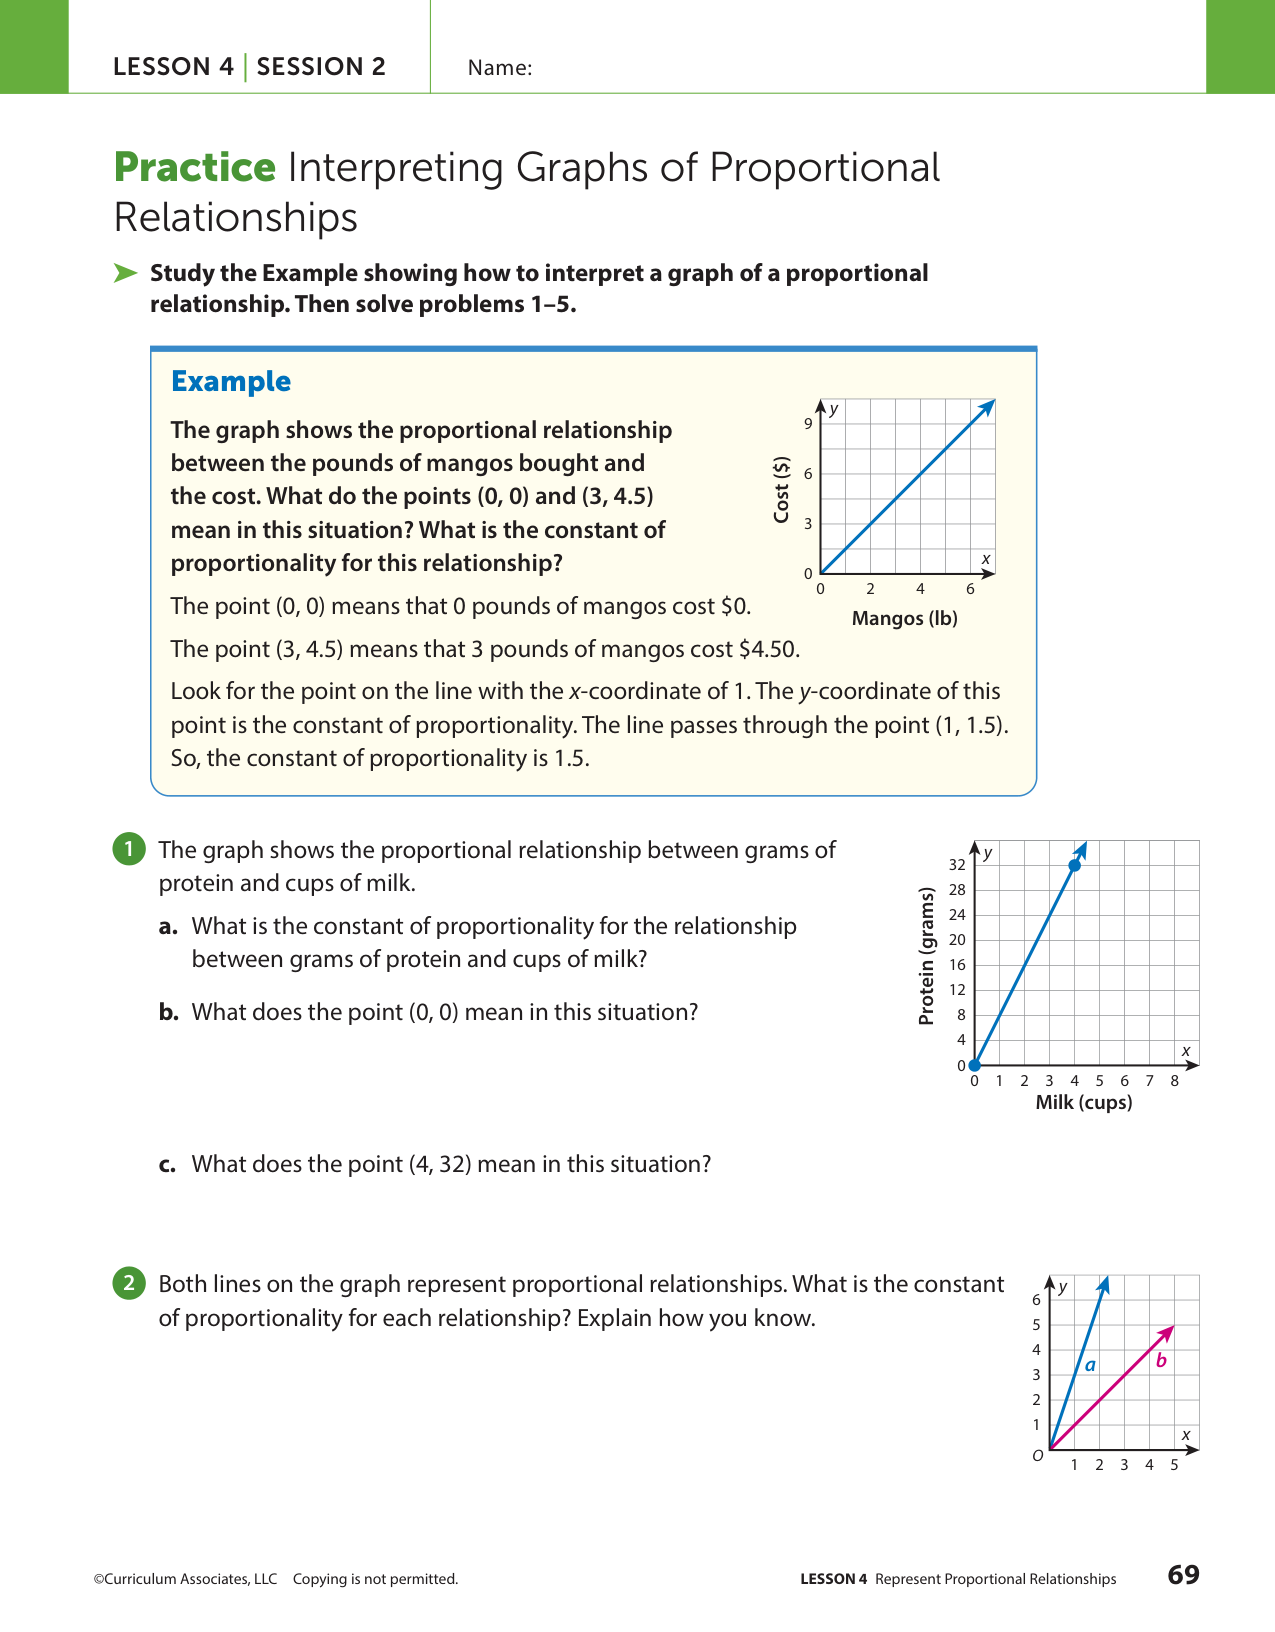 LESSON 4 | SESSION 2
Name:
Practice Interpreting Graphs of Proportional
Relationships
Study the Example showing how to interpret a graph of a proportional
relationship. Then solve problems 1–5.
Example
The graph shows the proportional relationship
between the pounds of mangos bought and
the cost. What do the points (0, 0) and (3, 4.5)
mean in this situation? What is the constant of
proportionality for this relationship?
y
9
6
3
0
Cost ($)
x
0 2 4 6
Mangos (lb)
The point (0, 0) means that 0 pounds of mangos cost $0.
The point (3, 4.5) means that 3 pounds of mangos cost $4.50.
Look for the point on the line with the x-coordinate of 1. The y-coordinate of this
point is the constant of proportionality. The line passes through the point (1, 1.5).
So, the constant of proportionality is 1.5.
1 The graph shows the proportional relationship between grams of
protein and cups of milk.
a. What is the constant of proportionality for the relationship
between grams of protein and cups of milk?
b. What does the point (0, 0) mean in this situation?
y
32
28
24
20
16
12
8
4
0
Protein (grams)
x
0 1 2 3 4 5 6 7 8
Milk (cups)
c. What does the point (4, 32) mean in this situation?
2 Both lines on the graph represent proportional relationships. What is the constant
of proportionality for each relationship? Explain how you know.
y
6
5
4
3
2
1
O
a
b
x
1 2 3 4 5
©Curriculum Associates, LLC Copying is not permitted.
LESSON 4 Represent Proportional Relationships
69